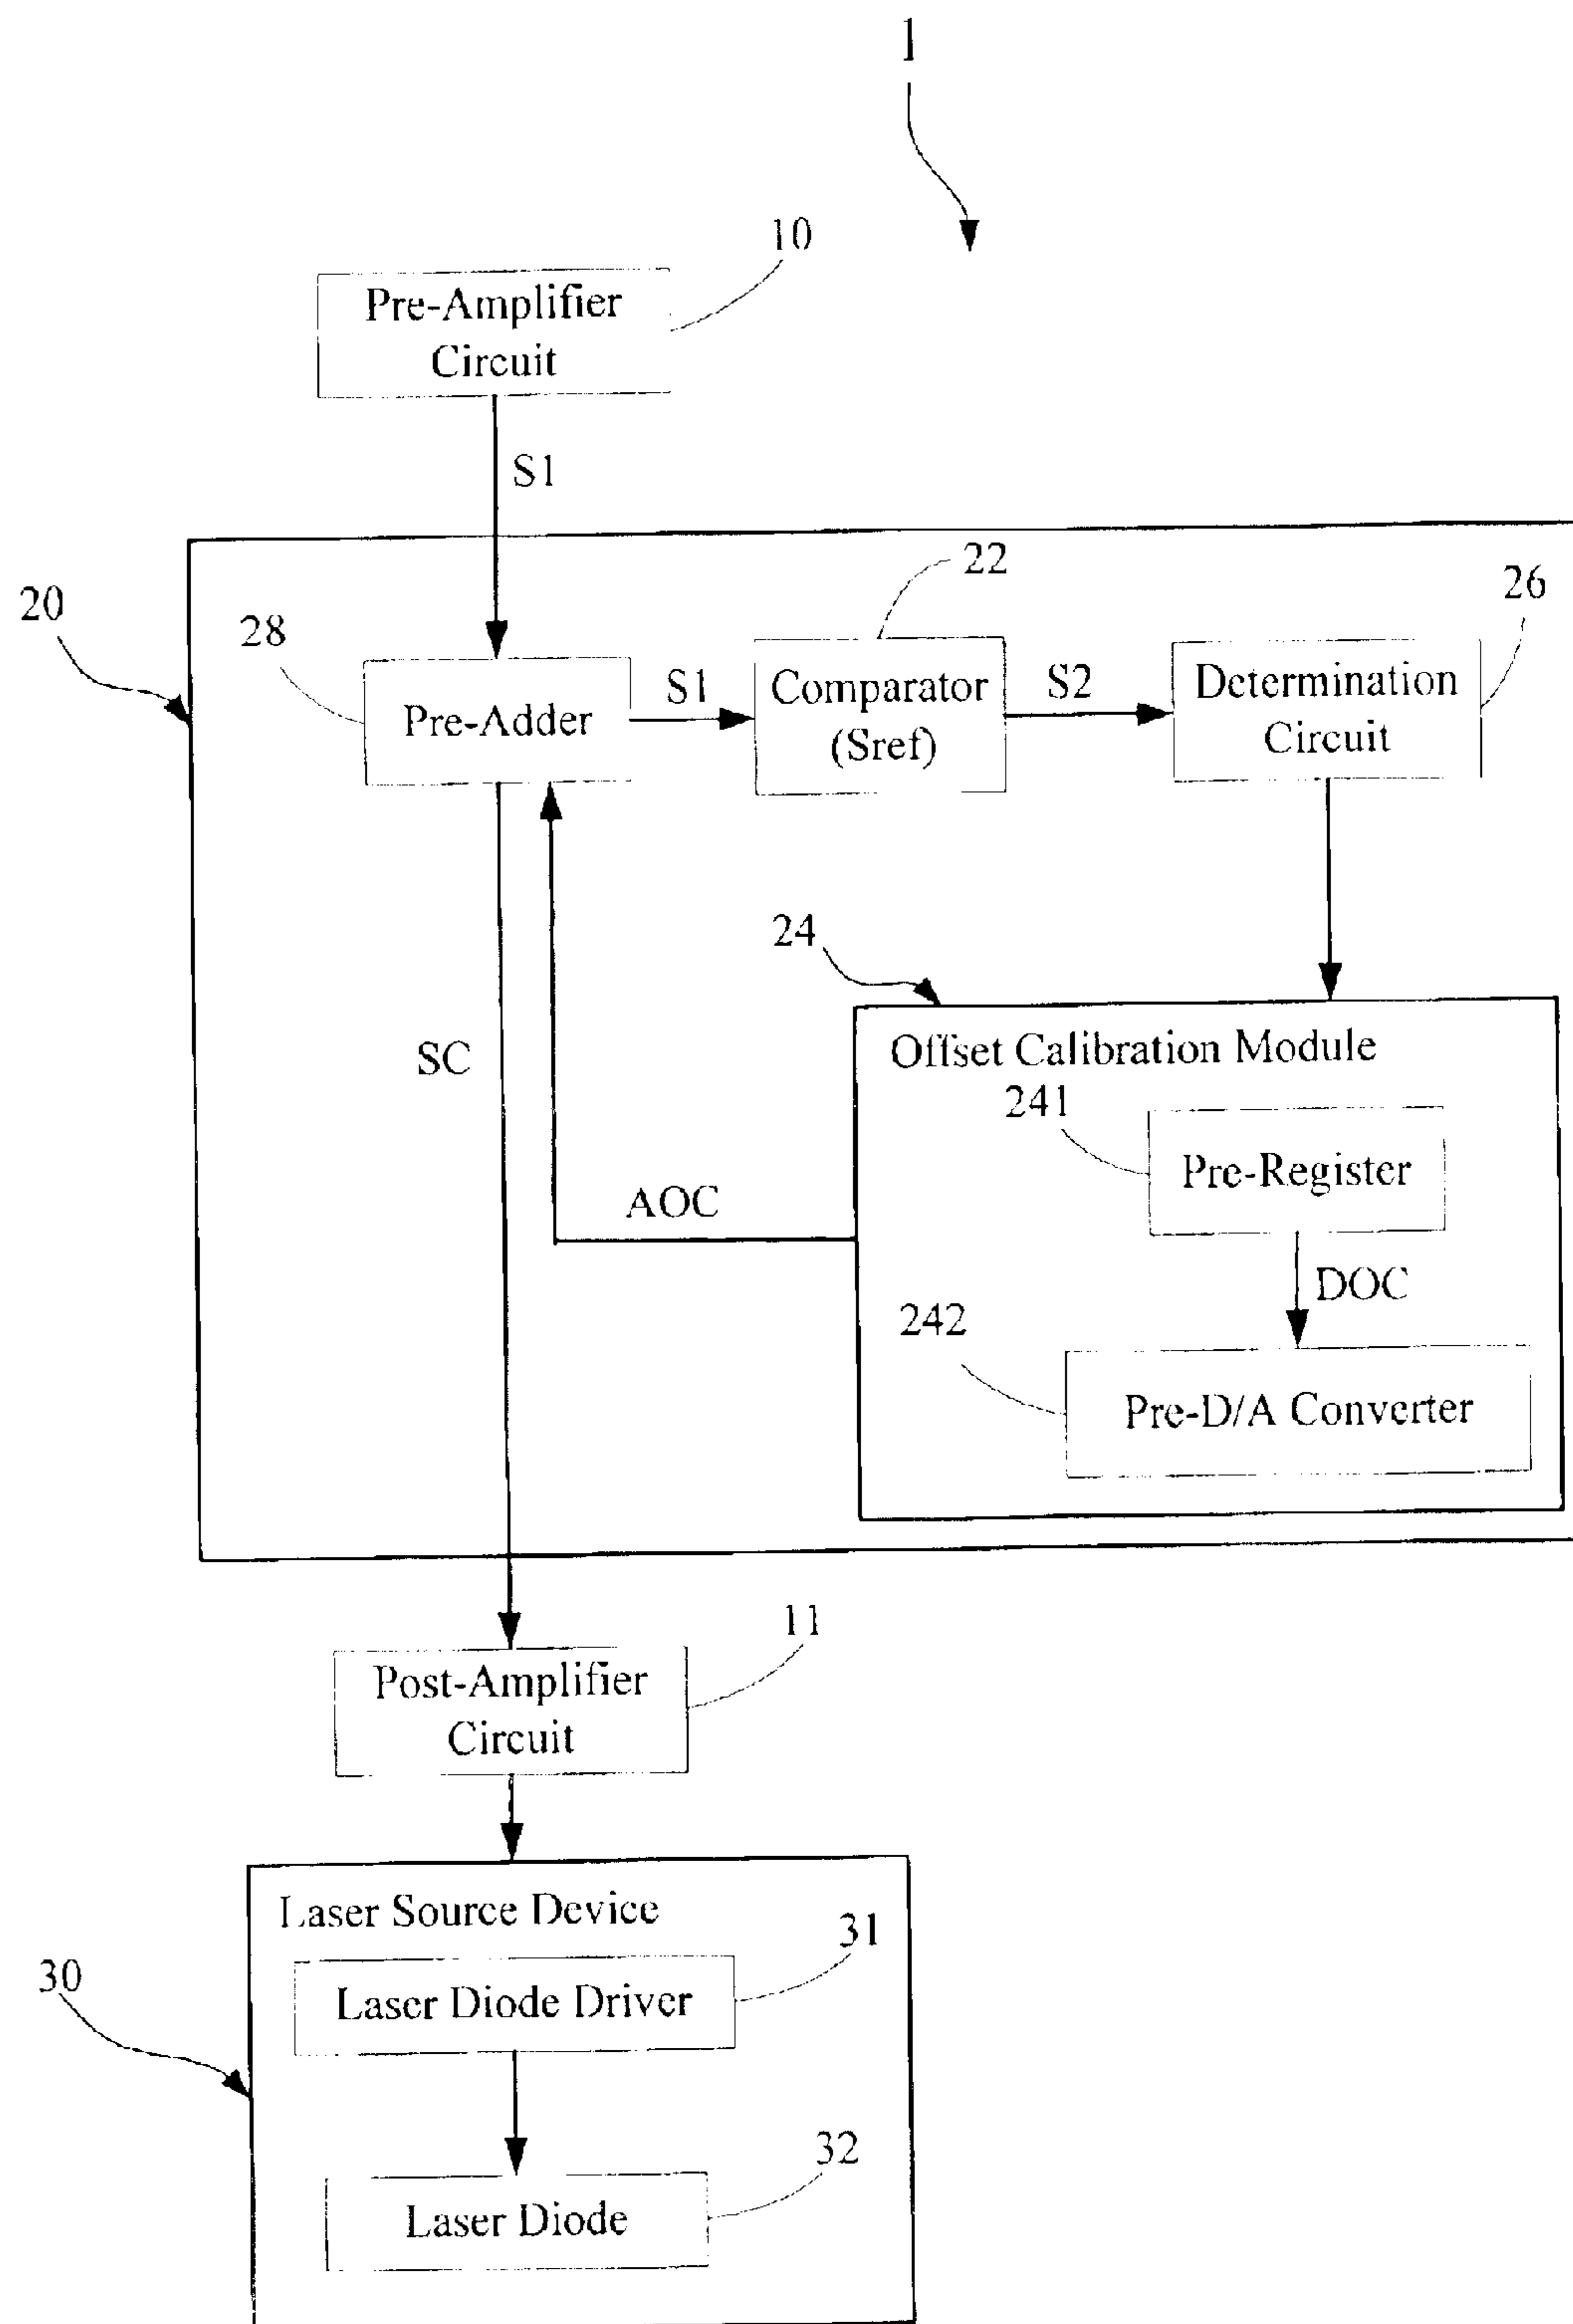 1
10
Pre-Amplifier
Circuit
S1
20
22
26
28
Pre-Adder
S1
Comparator
(Sref)
S2
Determination
Circuit
24
SC
Offset Calibration Module
241
Pre-Register
AOC
DOC
242
Pre-D/A Converter
11
Post-Amplifier
Circuit
Laser Source Device
31
30
Laser Diode Driver
32
Laser Diode